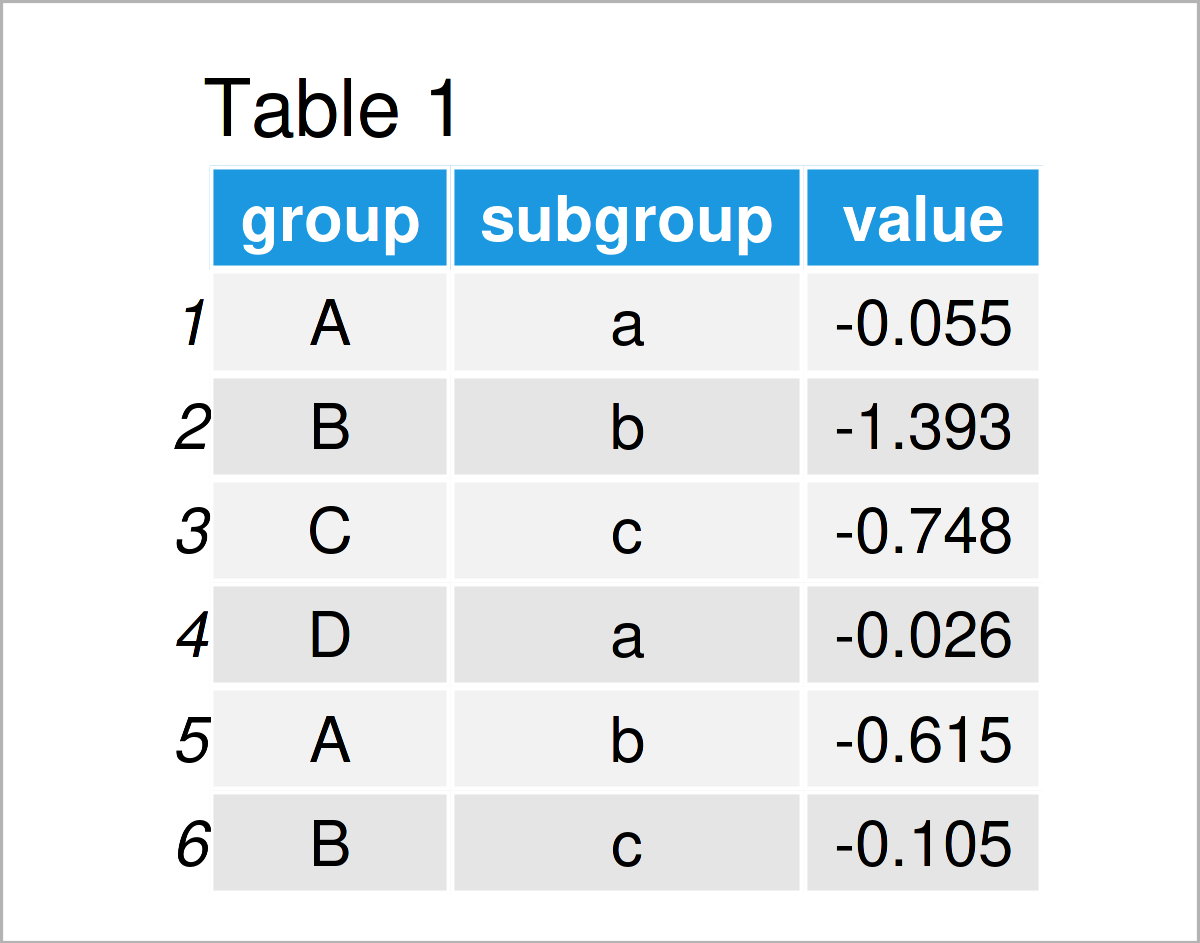 Table 1
group subgroup value
1 A a -0.055
2 B b -1.393
3 C c -0.748
4 D a -0.026
5 A b -0.615
6 B c -0.105